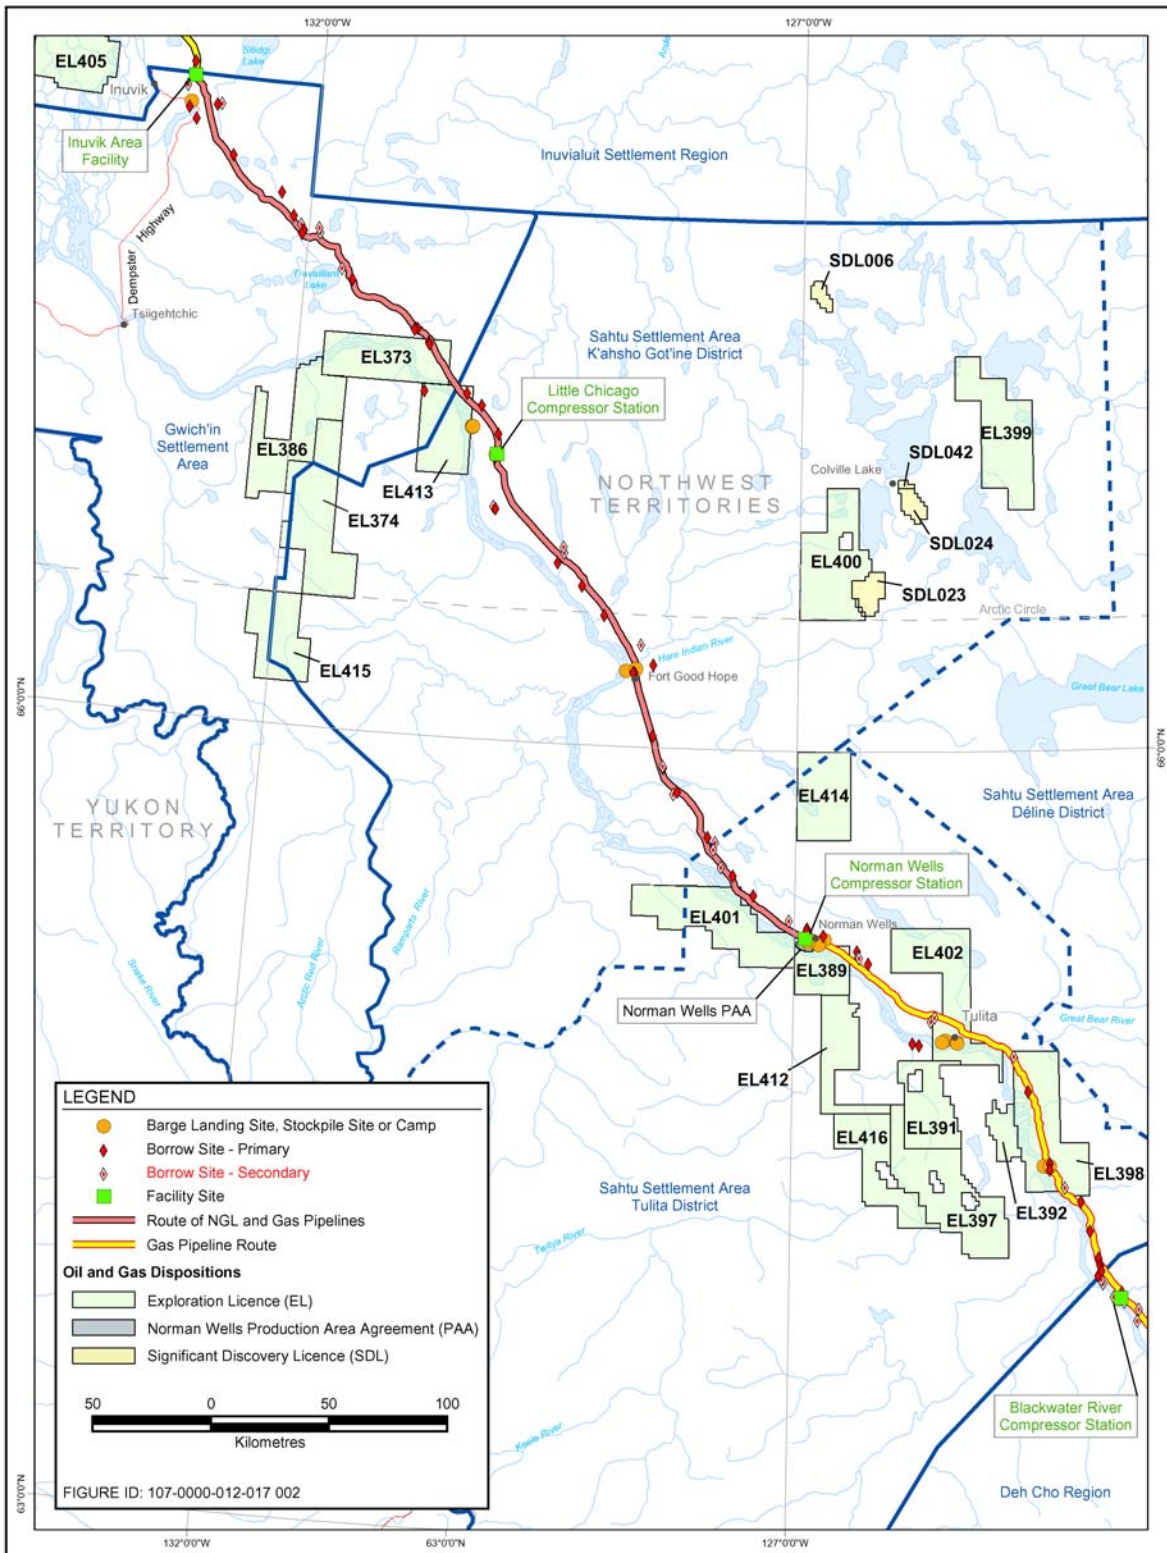 132°0'0"W
127°0'0"W
EL405
Sitidgi
Lake
Inuvik
Inuvik Area
Facility
Inuvialuit Settlement Region
Dempster
Highway
Travaillant
Lake
Tsiigehtchic
SDL006
Sahtu Settlement Area
K'ahsho Got'ine District
EL373
Little Chicago
Compressor Station
Gwich'in
Settlement
Area
EL386
EL399
SDL042
Colville Lake
NORTHWEST
TERRITORIES
EL413
EL374
SDL024
EL400
SDL023
Arctic Circle
Hare Indian River
Fort Good Hope
EL415
Great Bear Lake
66°0'0"N
66°0'0"N
YUKON
TERRITORY
EL414
Sahtu Settlement Area
Déline District
Norman Wells
Compressor Station
Ramparts River
Arctic Red River
Snake River
EL401
Norman Wells
EL402
EL389
Norman Wells PAA
Tulita
Great Bear River
EL412
EL391
EL416
EL398
EL392
EL397
Sahtu Settlement Area
Tulita District
Twitya River
Keele River
Blackwater River
Compressor Station
Deh Cho Region
LEGEND
Barge Landing Site, Stockpile Site or Camp
Borrow Site - Primary
Borrow Site - Secondary
Facility Site
Route of NGL and Gas Pipelines
Gas Pipeline Route
Oil and Gas Dispositions
Exploration Licence (EL)
Norman Wells Production Area Agreement (PAA)
Significant Discovery Licence (SDL)
50 0 50 100
Kilometres
FIGURE ID: 107-0000-012-017 002
63°0'0"N
132°0'0"W
63°0'0"N
127°0'0"W